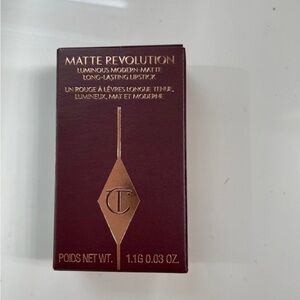 MATTE REVOLUTION
LUMINOUS MODERN-MATTE
LONG-LASTING LIPSTICK
UN ROUGE À LÈVRES LONGUE TENUE,
LUMINEUX, MAT ET MODERNE
CT
POIDS NET WT. 1.1G 0.03 OZ.